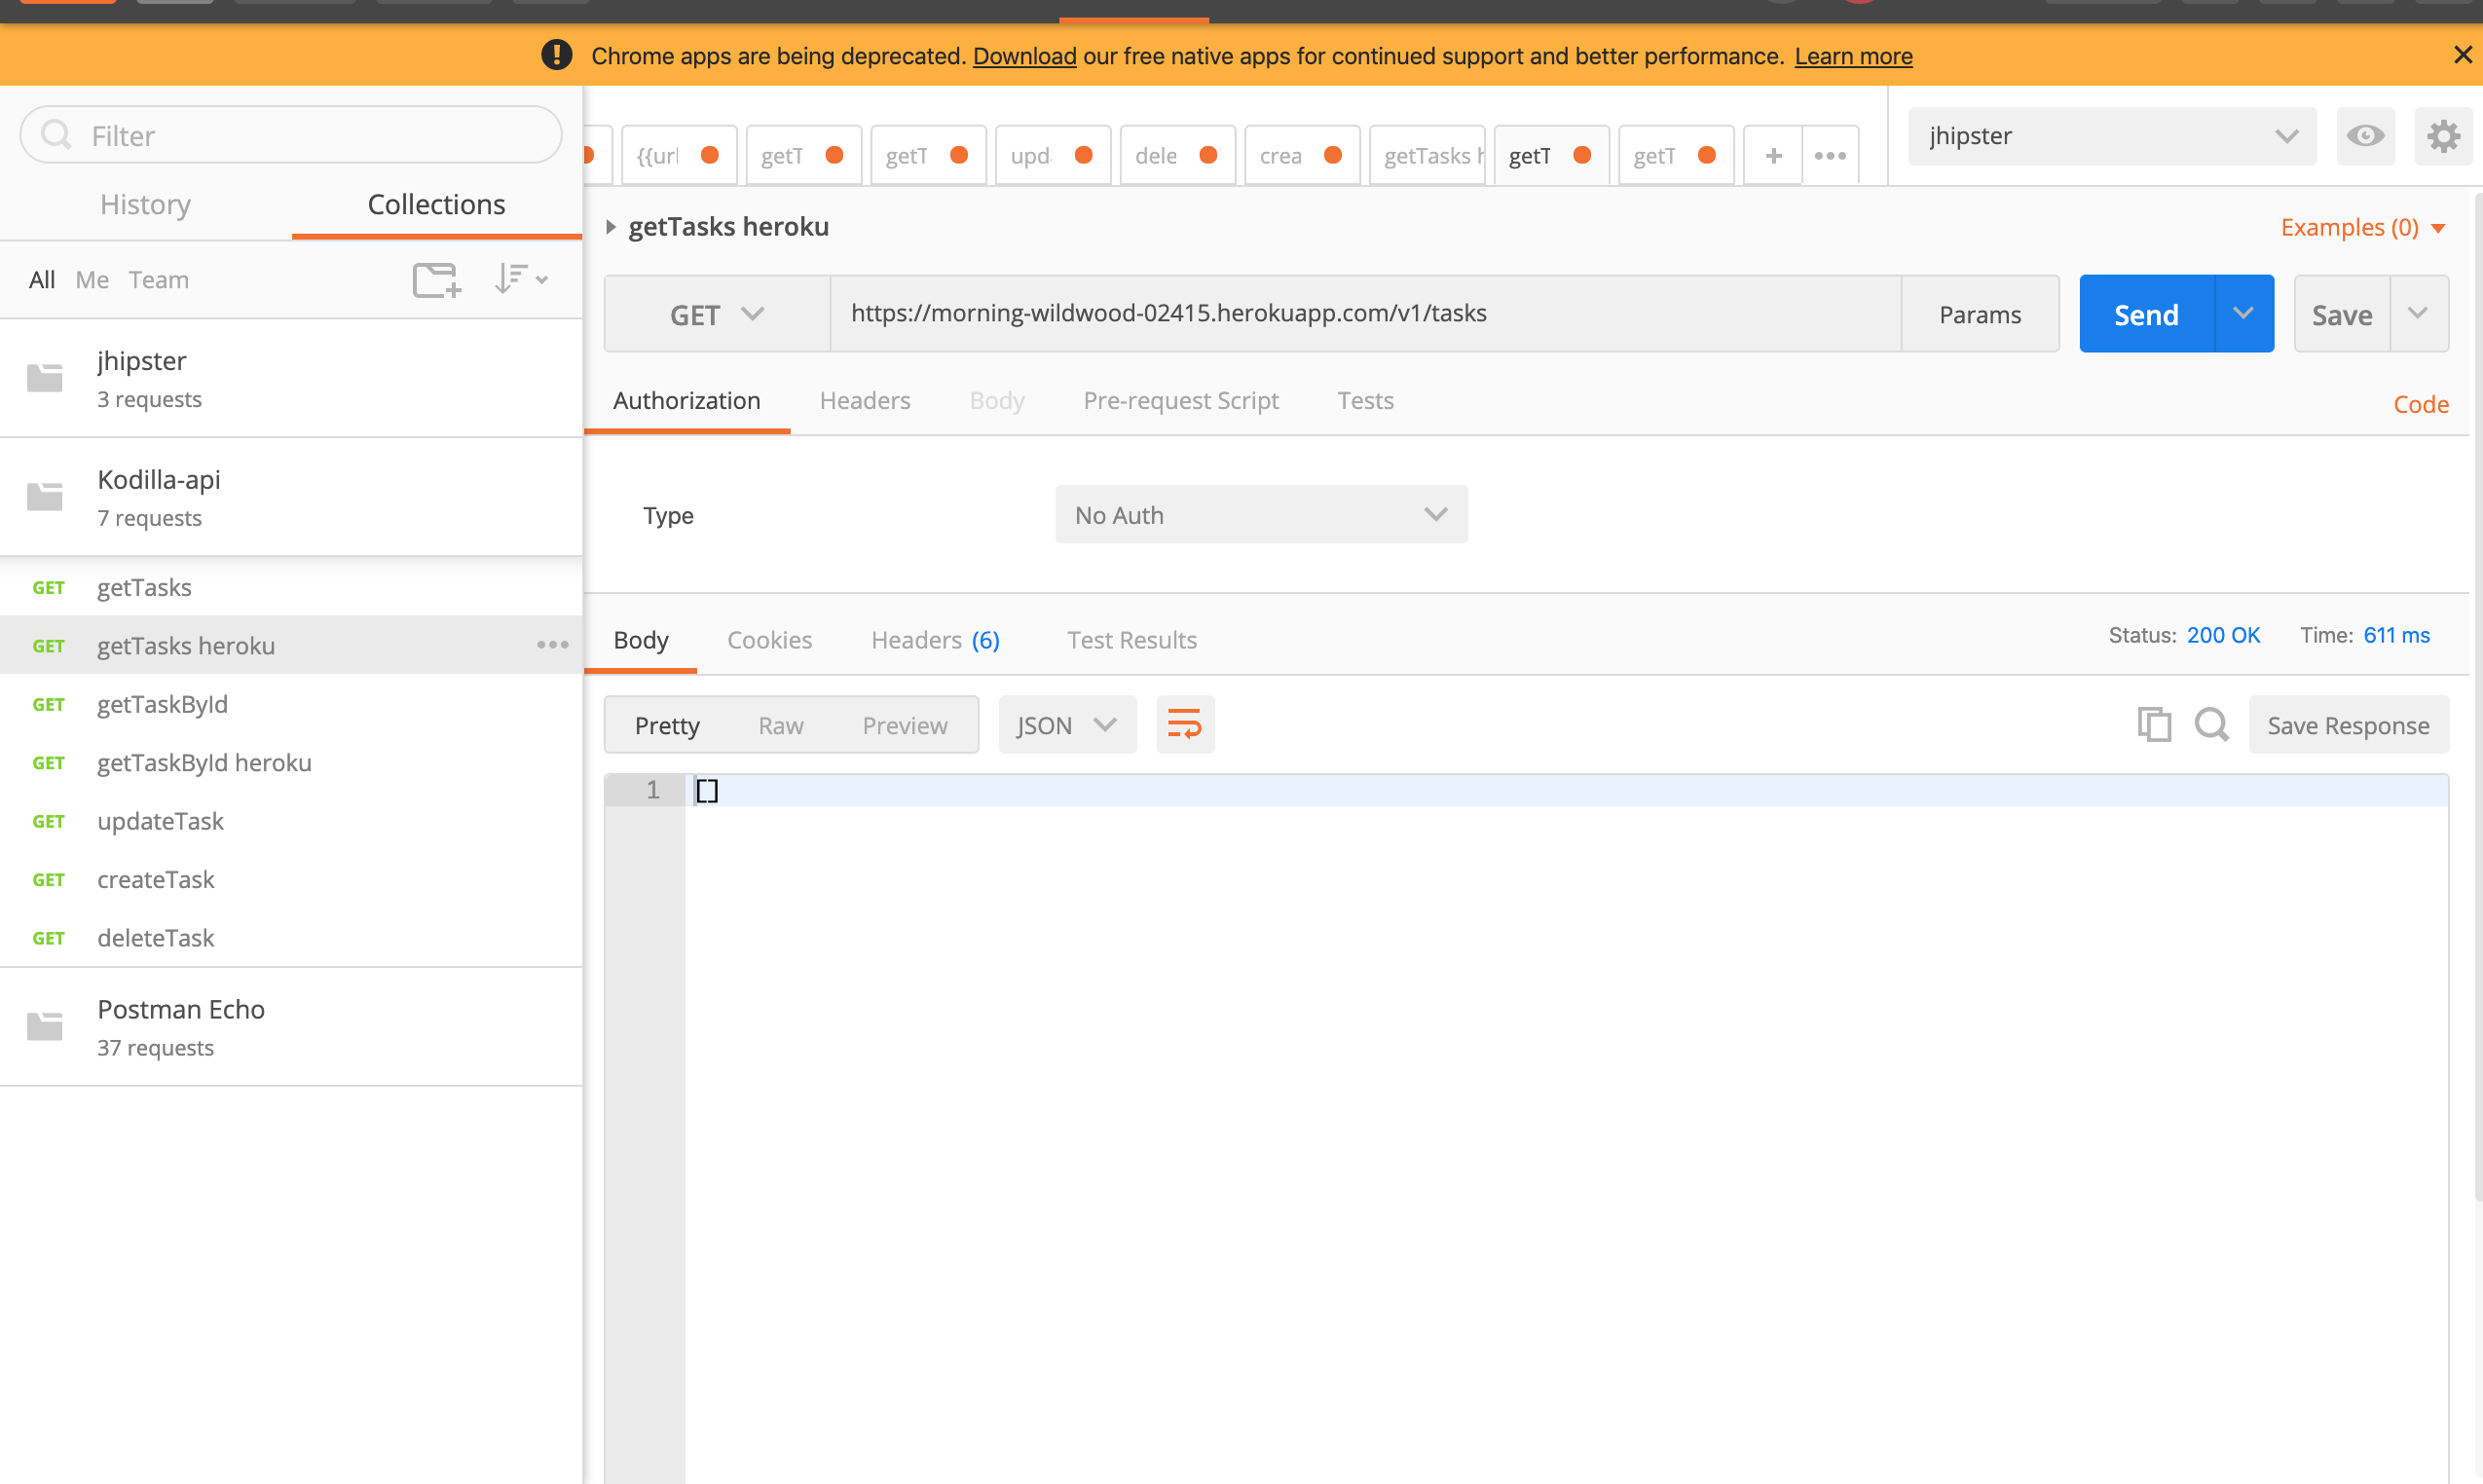 Chrome apps are being deprecated. Download our free native apps for continued support and better performance. Learn more
Filter
History
Collections
All Me Team
jhipster
3 requests
Kodilla-api
7 requests
GET getTasks
GET getTasks heroku
GET getTaskById
GET getTaskById heroku
GET updateTask
GET createTask
GET deleteTask
Postman Echo
37 requests
{{url getT getT upd dele crea getTasks h getT getT + jhipster
getTasks heroku
Examples (0)
GET https://morning-wildwood-02415.herokuapp.com/v1/tasks Params Send Save
Authorization Headers Body Pre-request Script Tests Code
Type No Auth
Body Cookies Headers (6) Test Results Status: 200 OK Time: 611 ms
Pretty Raw Preview JSON Save Response
1 []